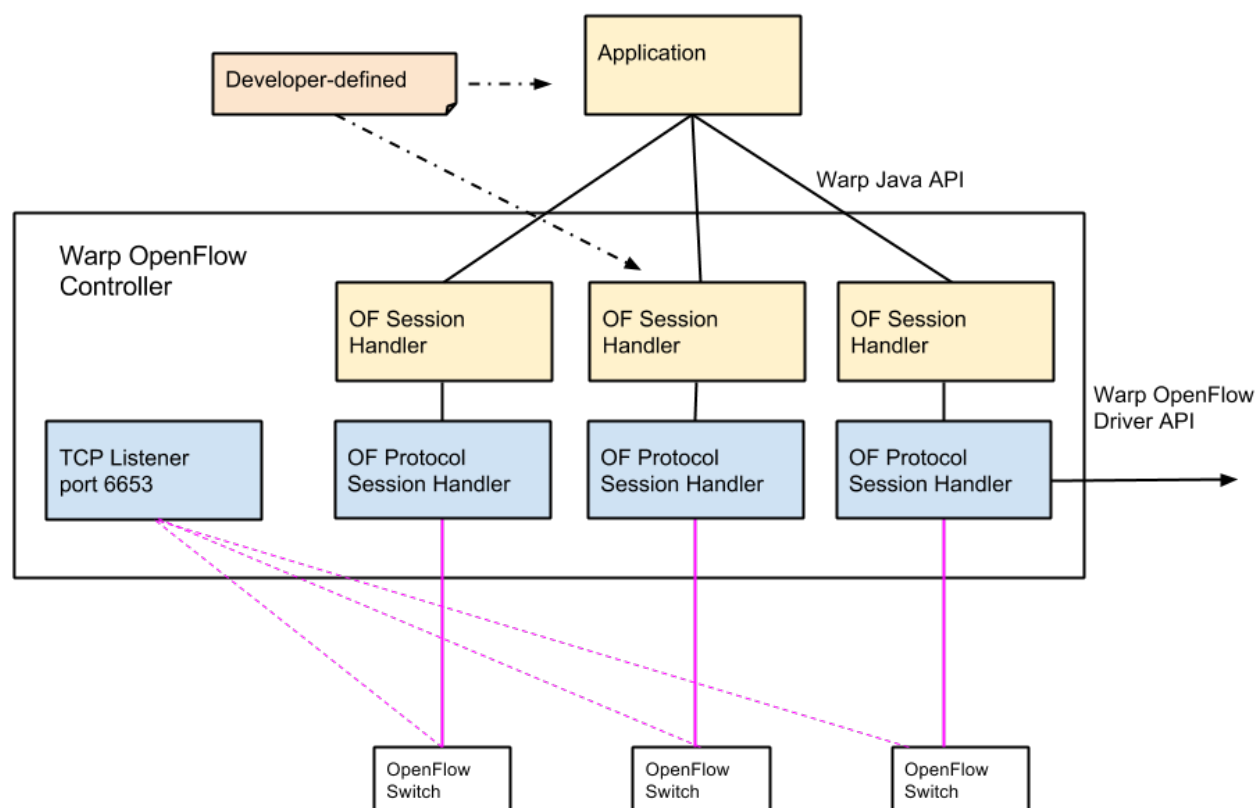 Application
Developer-defined
Warp Java API
Warp OpenFlow
Controller
OF Session
Handler
OF Session
Handler
OF Session
Handler
Warp OpenFlow
Driver API
TCP Listener
port 6653
OF Protocol
Session Handler
OF Protocol
Session Handler
OF Protocol
Session Handler
OpenFlow
Switch
OpenFlow
Switch
OpenFlow
Switch